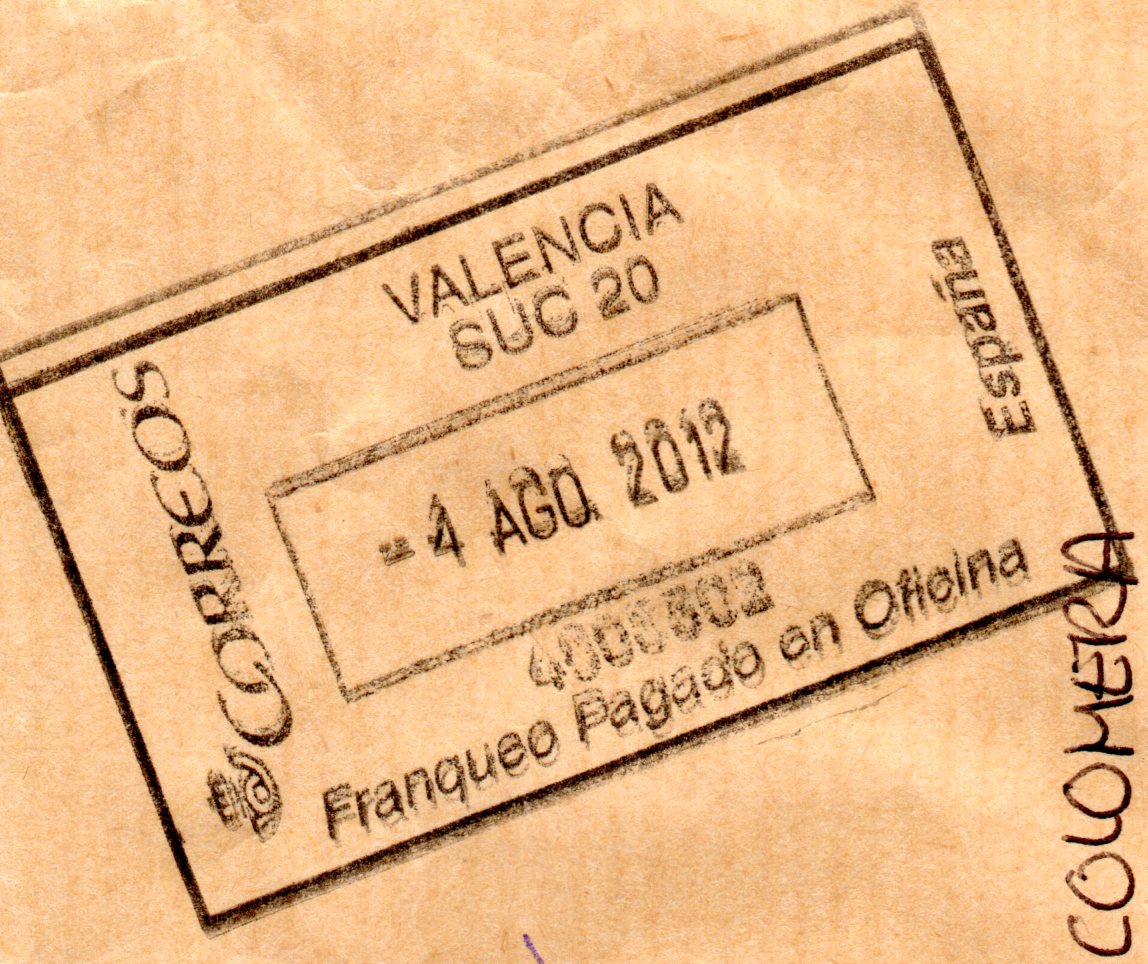 VALENCIA
SUC 20
CORREOS
España
- 4 AGO. 2012
Franqueo Pagado en Oficina
COLOMERA